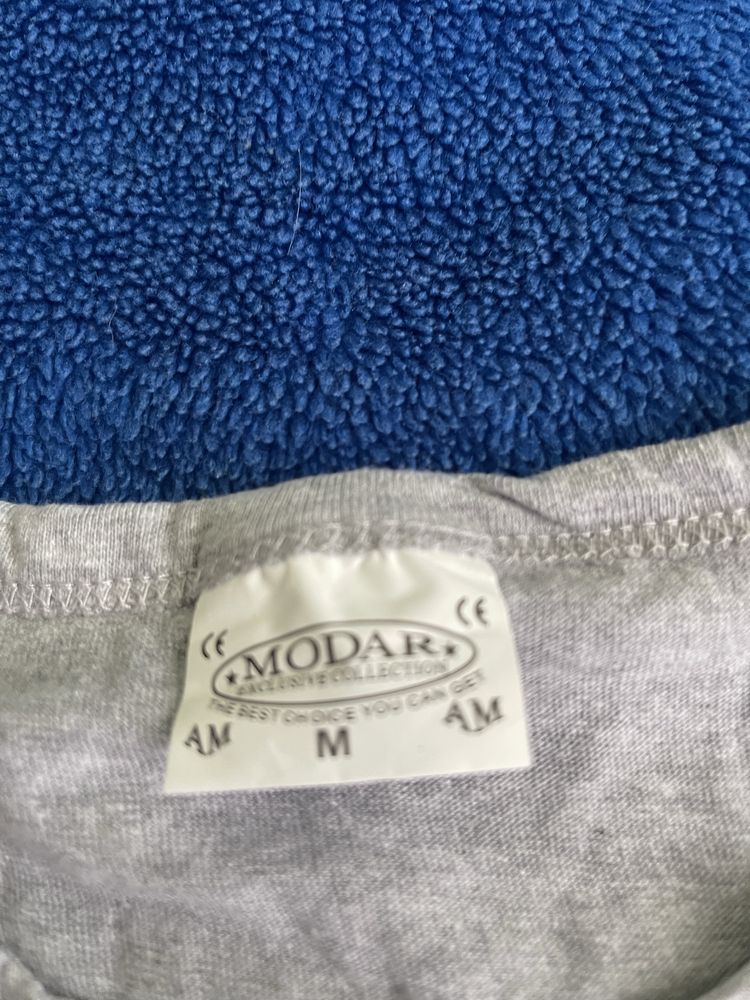 CE CE
★MODAR★
EXCLUSIVE COLLECTION
THE BEST CHOICE YOU CAN GET
AM M AM